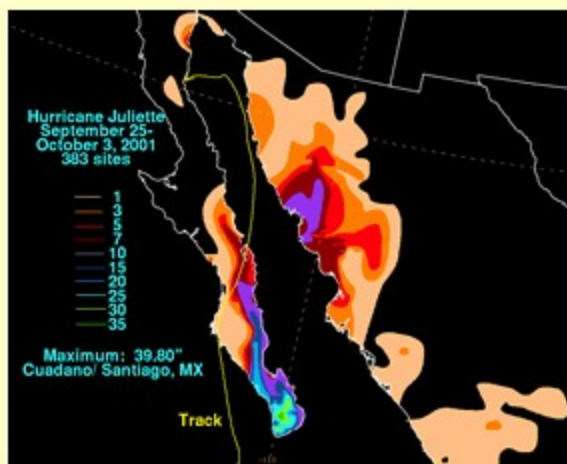 Hurricane Juliette
September 25-
October 3, 2001
383 sites
1
3
5
7
10
15
20
25
30
35
Maximum: 39.80"
Cuadano/ Santiago, MX
Track